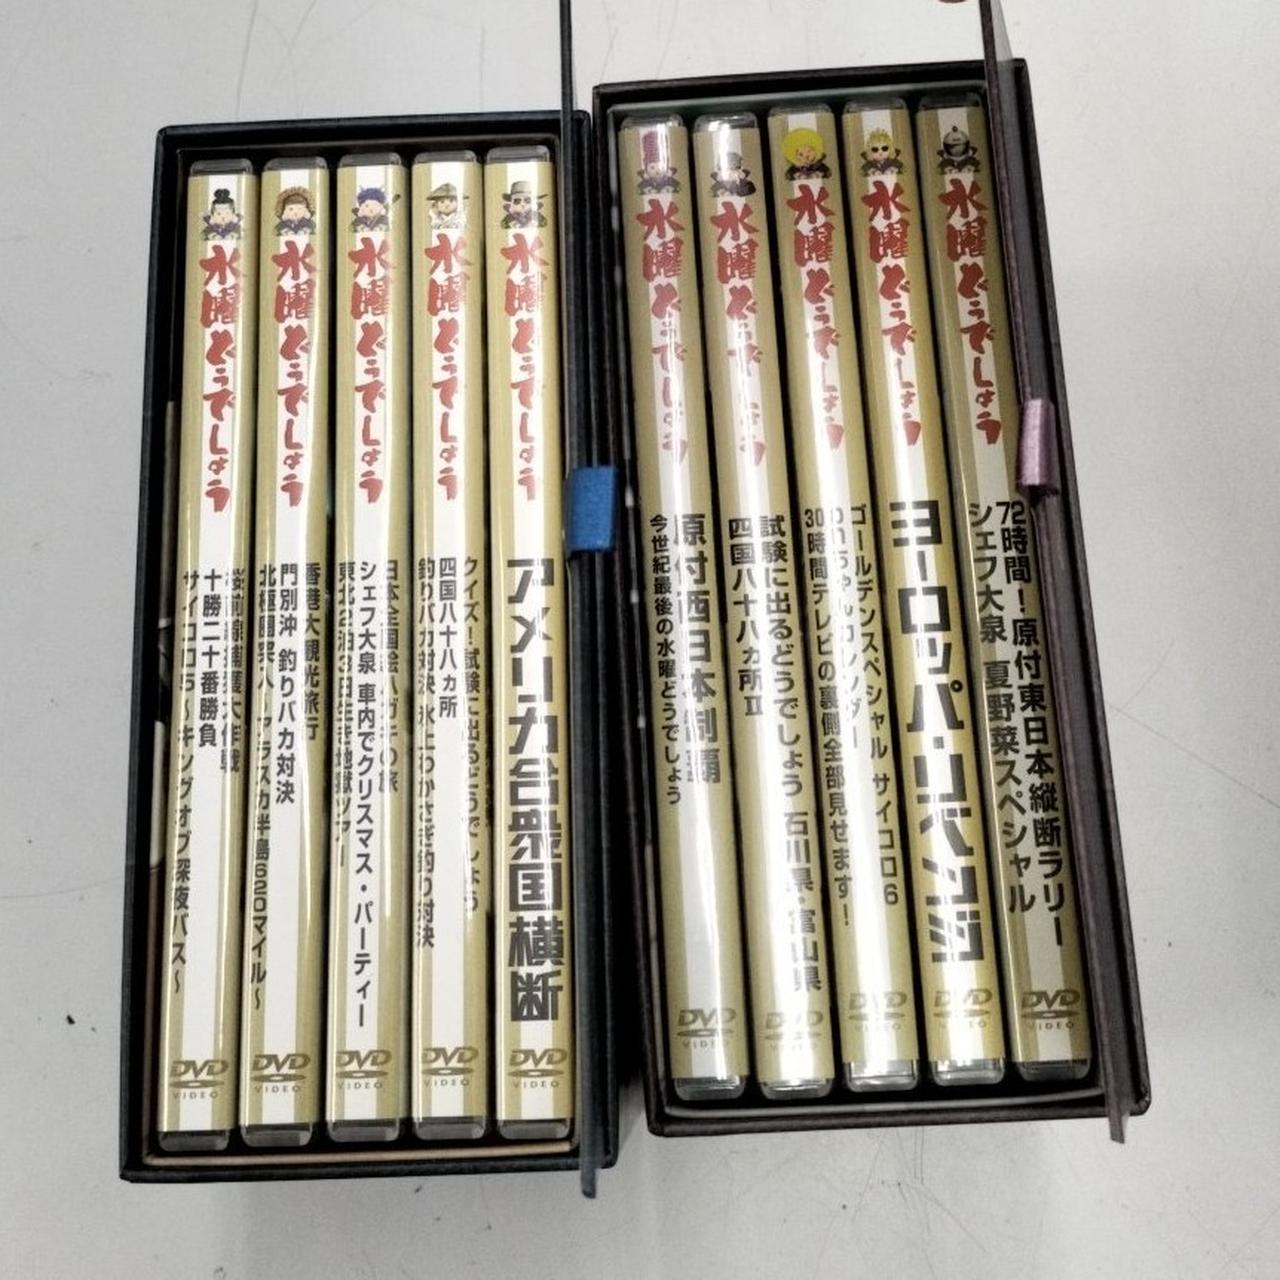 水曜どうでしょう
桜前線捕獲大作戦
十勝二十番勝負
サイコロ5～キングオブ深夜バス～
DVD
VIDEO
水曜どうでしょう
香港大観光旅行
門別沖 釣りバカ対決
北極圏突入～アラスカ半島620マイル～
DVD
VIDEO
水曜どうでしょう
日本全国絵ハガキの旅
シェフ大泉 車内でクリスマス・パーティー
東北2泊3日生き地獄ツアー
DVD
VIDEO
水曜どうでしょう
クイズ!試験に出るどうでしょう
四国八十八ヵ所
釣りバカ対決 氷上わかさぎ釣り対決
DVD
VIDEO
水曜どうでしょう
アメリカ合衆国横断
DVD
VIDEO
水曜どうでしょう
原付西日本制覇
今世紀最後の水曜どうでしょう
DVD
VIDEO
水曜どうでしょう
試験に出るどうでしょう 石川県・富山県
四国八十八ヵ所II
DVD
VIDEO
水曜どうでしょう
ゴールデンスペシャル サイコロ6
onちゃんカレンダー
30時間テレビの裏側全部見せます!
DVD
VIDEO
水曜どうでしょう
ヨーロッパ・リベンジ
DVD
VIDEO
水曜どうでしょう
72時間!原付東日本縦断ラリー
シェフ大泉 夏野菜スペシャル
DVD
VIDEO